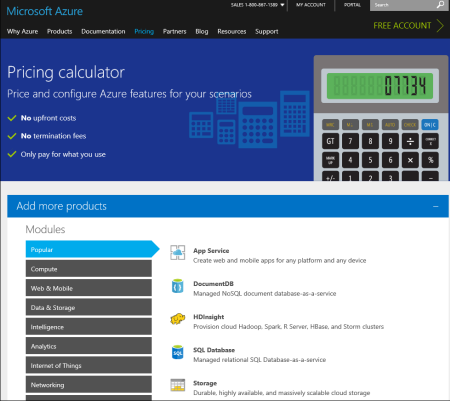 Microsoft Azure
SALES 1-800-867-1389 MY ACCOUNT PORTAL Search
Why Azure Products Documentation Pricing Partners Blog Resources Support
FREE ACCOUNT
Pricing calculator
Price and configure Azure features for your scenarios
No upfront costs
No termination fees
Only pay for what you use
07734
GT 7 8 9 ÷
MARK UP 4 5 6 × %
+/- 1 2 3 -
Add more products −
Modules
Popular
Compute
Web & Mobile
Data & Storage
Intelligence
Analytics
Internet of Things
Networking
App Service
Create web and mobile apps for any platform and any device
DocumentDB
Managed NoSQL document database-as-a-service
HDInsight
Provision cloud Hadoop, Spark, R Server, HBase, and Storm clusters
SQL
SQL Database
Managed relational SQL Database-as-a-service
Storage
Durable, highly available, and massively scalable cloud storage